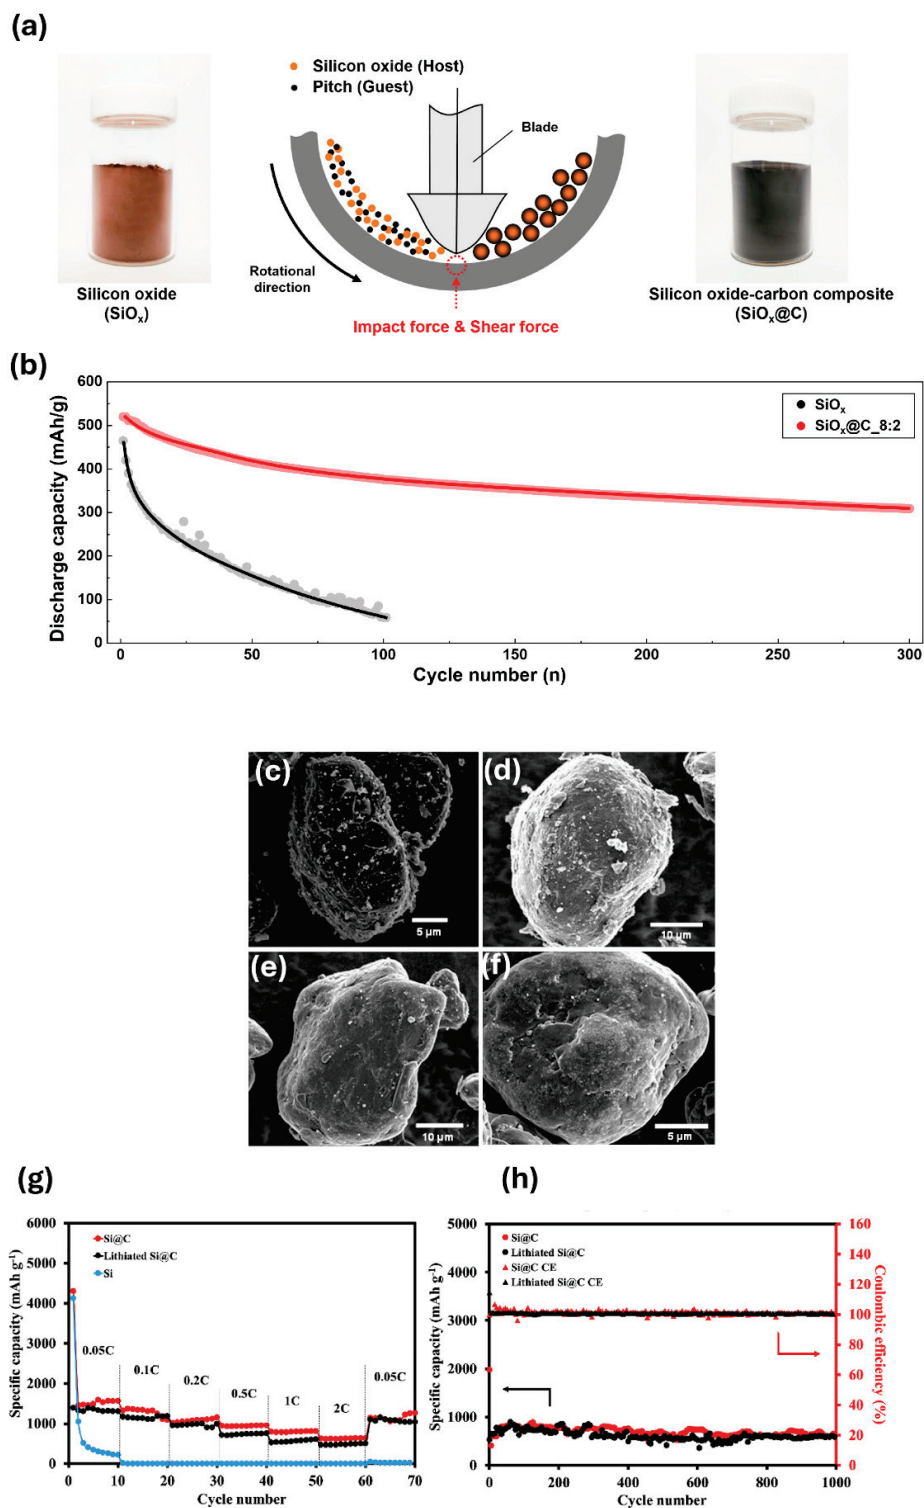 (a)
Silicon oxide (Host)
Pitch (Guest)
Blade
Rotational
direction
Impact force & Shear force
Silicon oxide
(SiOx)
Silicon oxide-carbon composite
(SiOx@C)
(b)
600
500
400
300
200
100
0
Discharge capacity (mAh/g)
SiOx
SiOx@C_8:2
0 50 100 150 200 250 300
Cycle number (n)
(c)
5 µm
(d)
10 µm
(e)
10 µm
(f)
5 µm
(g)
6000
5000
4000
3000
2000
1000
0
Specific capacity (mAh g-1)
Si@C
Lithiated Si@C
Si
0.05C
0.1C
0.2C
0.5C
1C
2C
0.05C
0 10 20 30 40 50 60 70
Cycle number
(h)
5000
4000
3000
2000
1000
0
Specific capacity (mAh g-1)
Si@C
Lithiated Si@C
Si@C CE
Lithiated Si@C CE
160
140
120
100
80
60
40
20
0
Coulombic efficiency (%)
0 200 400 600 800 1000
Cycle number